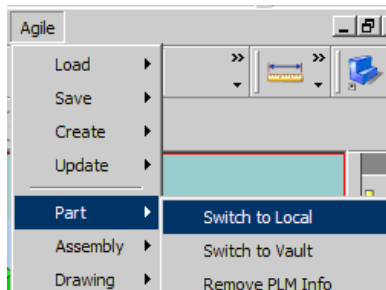 Agile
Load
Save
Create
Update
Part
Switch to Local
Assembly
Switch to Vault
Drawing
Remove PLM Info